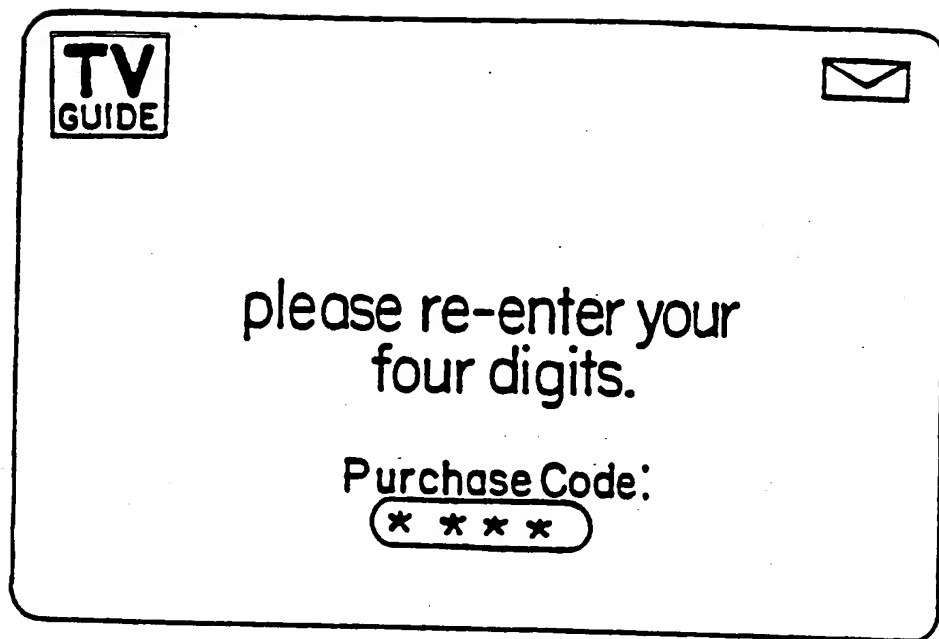 TV
GUIDE
please re-enter your
four digits.
Purchase Code:
* * * *